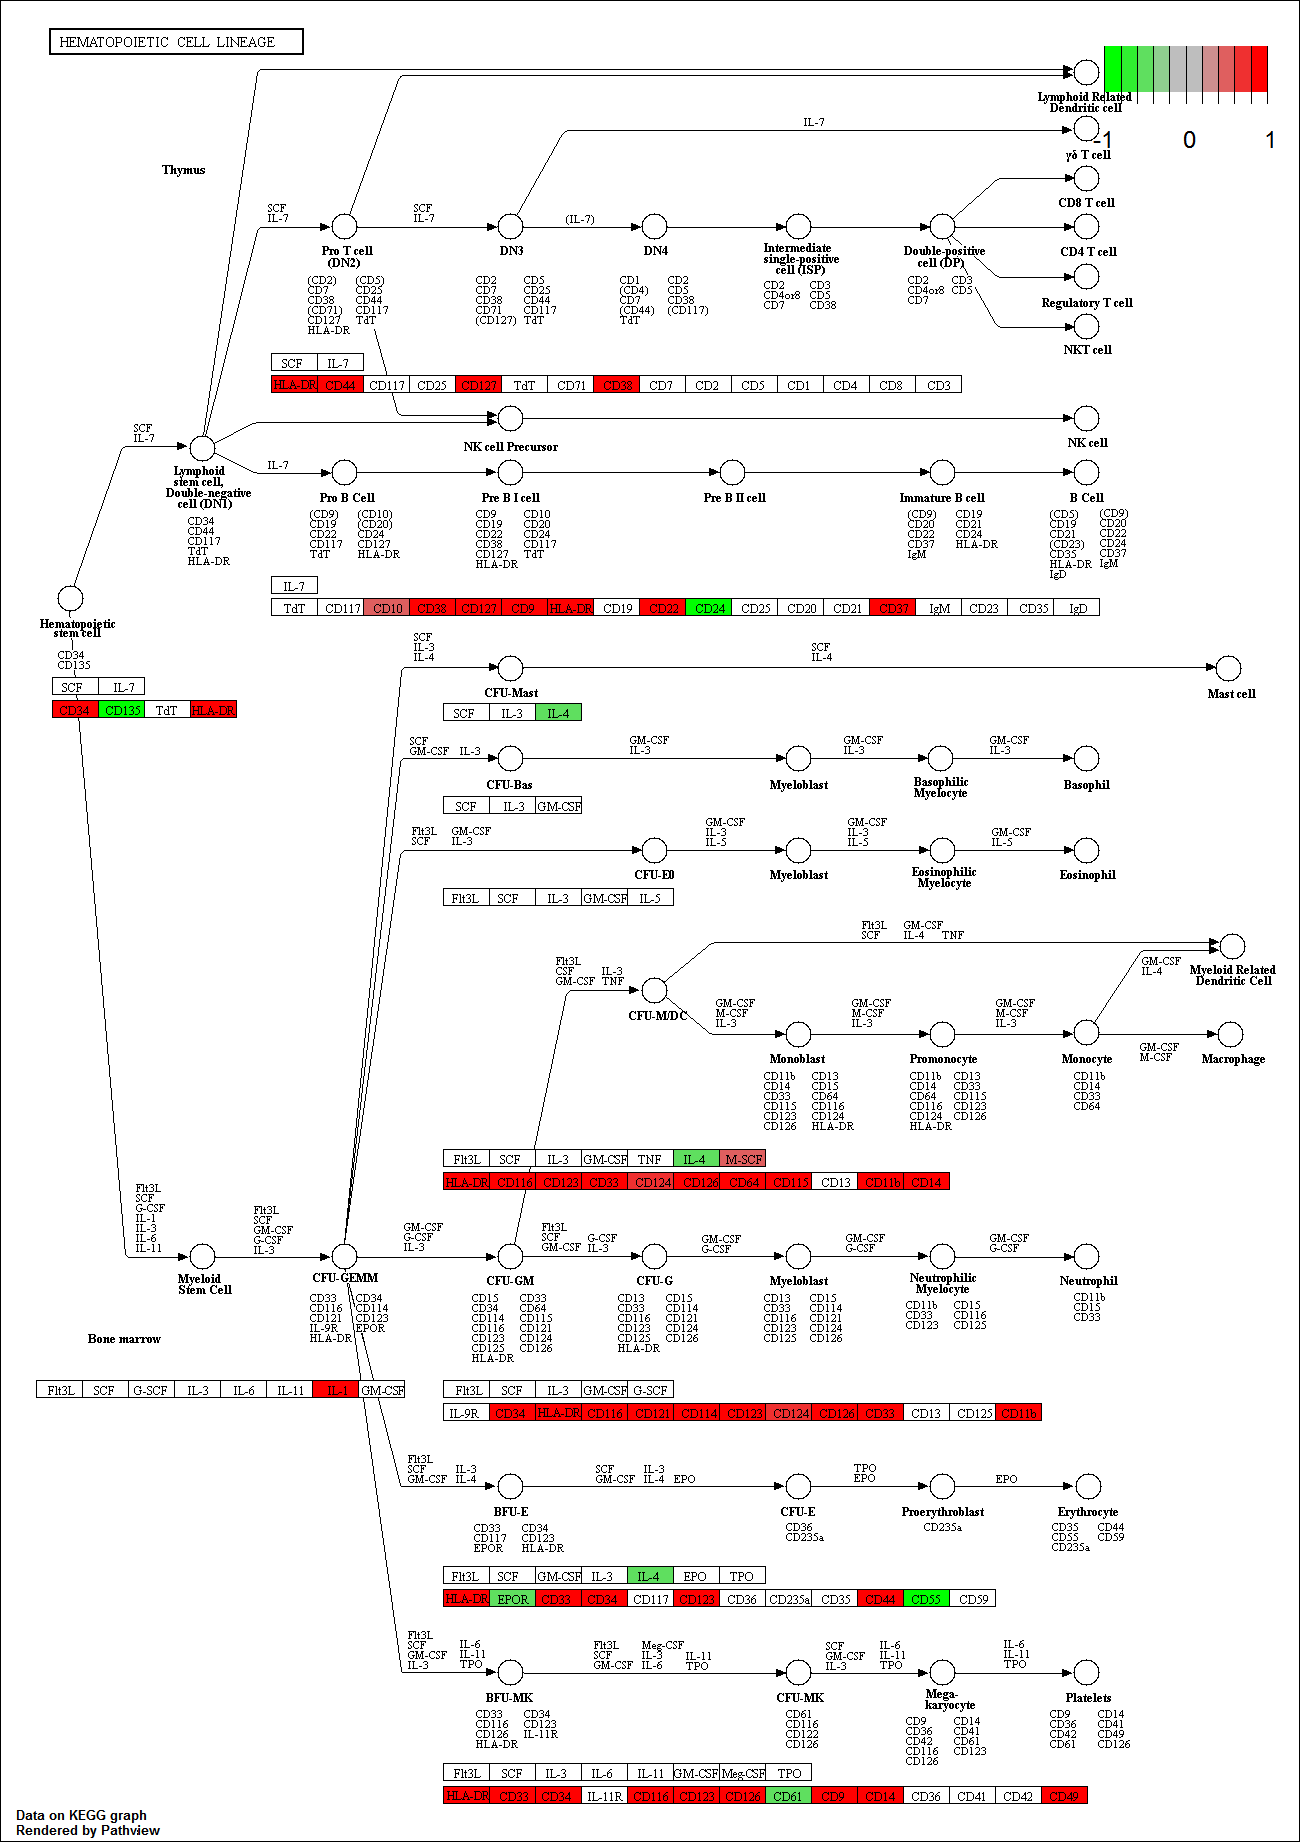 HEMATOPOIETIC CELL LINEAGE
-1 0 1
Lymphoid Related
Dendritic cell
IL-7
γδ T cell
Thymus
CD8 T cell
SCF
IL-7
SCF
IL-7
(IL-7)
Pro T cell
(DN2)
DN3
DN4
Intermediate
single-positive
cell (ISP)
Double-positive
cell (DP)
CD4 T cell
Regulatory T cell
NKT cell
(CD2) (CD5)
CD7 CD25
CD38 CD44
(CD71) CD117
CD127 TdT
HLA-DR
CD2 CD5
CD7 CD25
CD38 CD44
CD71 CD117
(CD127) TdT
CD1 CD2
(CD4) CD5
CD7 CD38
(CD44) (CD117)
TdT
CD2 CD3
CD4or8 CD5
CD7 CD38
CD2 CD3
CD4or8 CD5
CD7
SCF IL-7
HLA-DR CD44 CD117 CD25 CD127 TdT CD71 CD38 CD7 CD2 CD5 CD1 CD4 CD8 CD3
NK cell Precursor
NK cell
SCF
IL-7
IL-7
Lymphoid
stem cell,
Double-negative
cell (DN1)
CD34
CD44
CD117
TdT
HLA-DR
Pro B Cell
Pre B I cell
Pre B II cell
Immature B cell
B Cell
(CD9) (CD10)
CD19 (CD20)
CD22 CD24
CD117 CD127
TdT HLA-DR
CD9 CD10
CD19 CD20
CD22 CD24
CD38 CD117
CD127 TdT
HLA-DR
(CD9) CD19
CD20 CD21
CD22 CD24
CD37 HLA-DR
IgM
(CD5) (CD9)
CD19 CD20
CD21 CD22
(CD23) CD24
CD35 CD37
HLA-DR IgM
IgD
IL-7
TdT CD117 CD10 CD38 CD127 CD9 HLA-DR CD19 CD22 CD24 CD25 CD20 CD21 CD37 IgM CD23 CD35 IgD
Hematopoietic
stem cell
CD34
CD135
SCF IL-7
CD34 CD135 TdT HLA-DR
SCF
IL-3
IL-4
SCF
IL-4
CFU-Mast
Mast cell
SCF IL-3 IL-4
SCF
GM-CSF IL-3
GM-CSF
IL-3
GM-CSF
IL-3
GM-CSF
IL-3
CFU-Bas
Myeloblast
Basophilic
Myelocyte
Basophil
SCF IL-3 GM-CSF
Flt3L GM-CSF
SCF IL-3
GM-CSF
IL-3
IL-5
GM-CSF
IL-3
IL-5
GM-CSF
IL-5
CFU-E0
Myeloblast
Eosinophilic
Myelocyte
Eosinophil
Flt3L SCF IL-3 GM-CSF IL-5
Flt3L GM-CSF
SCF IL-4 TNF
Flt3L
CSF IL-3
GM-CSF TNF
GM-CSF
IL-4
Myeloid Related
Dendritic Cell
CFU-M/DC
GM-CSF
M-CSF
IL-3
GM-CSF
M-CSF
IL-3
GM-CSF
M-CSF
IL-3
GM-CSF
M-CSF
Monoblast
Promonocyte
Monocyte
Macrophage
CD11b CD13
CD14 CD15
CD33 CD64
CD115 CD116
CD123 CD124
CD126 HLA-DR
CD11b CD13
CD14 CD33
CD64 CD115
CD116 CD123
CD124 CD126
HLA-DR
CD11b
CD14
CD33
CD64
Flt3L SCF IL-3 GM-CSF TNF IL-4 M-SCF
HLA-DR CD116 CD123 CD33 CD124 CD126 CD64 CD115 CD13 CD11b CD14
Flt3L
SCF
G-CSF
IL-1
IL-3
IL-6
IL-11
Flt3L
SCF
GM-CSF
G-CSF
IL-3
GM-CSF
G-CSF
IL-3
Flt3L
SCF G-CSF
GM-CSF IL-3
GM-CSF
G-CSF
GM-CSF
G-CSF
GM-CSF
G-CSF
Myeloid
Stem Cell
CFU-GEMM
CFU-GM
CFU-G
Myeloblast
Neutrophilic
Myelocyte
Neutrophil
CD33 CD34
CD116 CD114
CD121 CD123
IL-9R EPOR
HLA-DR
CD15 CD33
CD34 CD64
CD114 CD115
CD116 CD121
CD123 CD124
CD125 CD126
HLA-DR
CD13 CD15
CD33 CD114
CD116 CD121
CD123 CD124
CD125 CD126
HLA-DR
CD13 CD15
CD33 CD114
CD116 CD121
CD123 CD124
CD125 CD126
CD11b CD15
CD33 CD116
CD123 CD125
CD11b
CD15
CD33
Bone marrow
Flt3L SCF G-SCF IL-3 IL-6 IL-11 IL-1 GM-CSF
Flt3L SCF IL-3 GM-CSF G-SCF
IL-9R CD34 HLA-DR CD116 CD121 CD114 CD123 CD124 CD126 CD33 CD13 CD125 CD11b
Flt3L
SCF IL-3
GM-CSF IL-4
SCF IL-3
GM-CSF IL-4 EPO
TPO
EPO
EPO
BFU-E
CFU-E
Proerythroblast
Erythrocyte
CD33 CD34
CD117 CD123
EPOR HLA-DR
CD36
CD235a
CD235a
CD35 CD44
CD55 CD59
CD235a
Flt3L SCF GM-CSF IL-3 IL-4 EPO TPO
HLA-DR EPOR CD33 CD34 CD117 CD123 CD36 CD235a CD35 CD44 CD55 CD59
Flt3L
SCF IL-6
GM-CSF IL-11
IL-3 TPO
Flt3L Meg-CSF
SCF IL-3 IL-11
GM-CSF IL-6 TPO
SCF IL-6
GM-CSF IL-11
IL-3 TPO
IL-6
IL-11
TPO
BFU-MK
CFU-MK
Mega-
karyocyte
Platelets
CD33 CD34
CD116 CD123
CD126 IL-11R
HLA-DR
CD61
CD116
CD122
CD126
CD9 CD14
CD36 CD41
CD42 CD61
CD116 CD123
CD126
CD9 CD14
CD36 CD41
CD42 CD49
CD61 CD126
Flt3L SCF IL-3 IL-6 IL-11 GM-CSF Meg-CSF TPO
HLA-DR CD33 CD34 IL-11R CD116 CD123 CD126 CD61 CD9 CD14 CD36 CD41 CD42 CD49
Data on KEGG graph
Rendered by Pathview